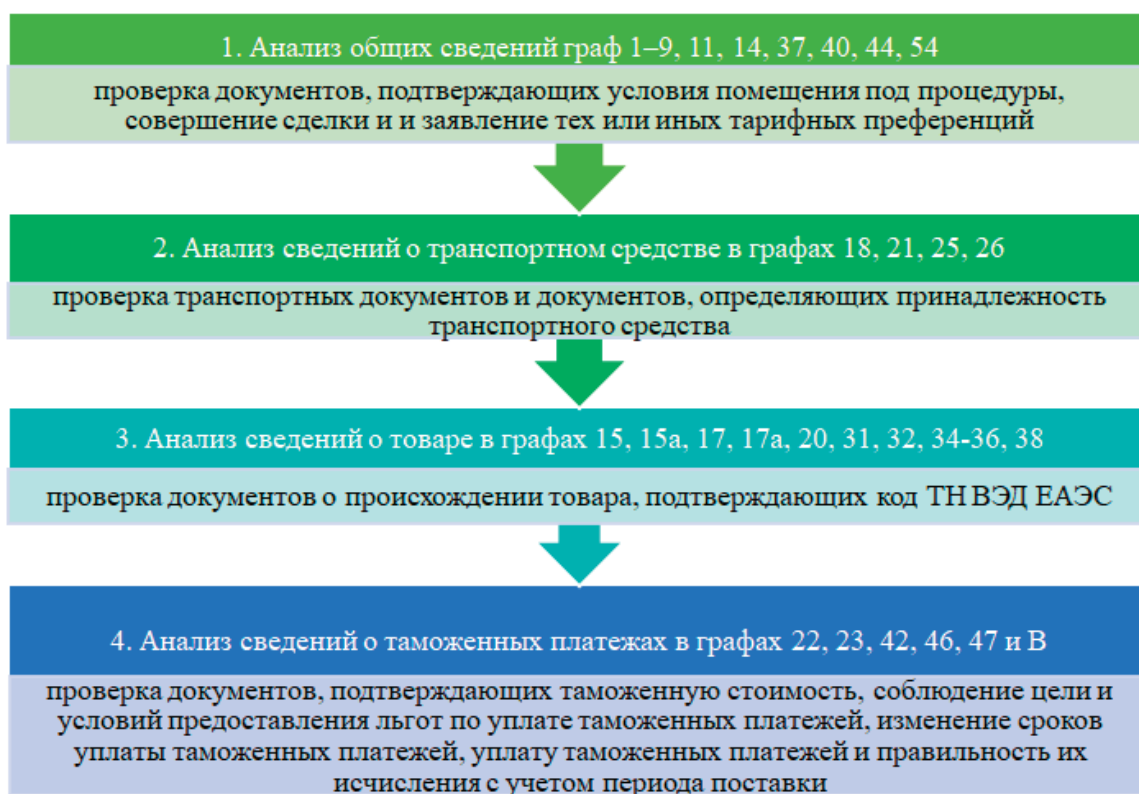 1. Анализ общих сведений граф 1–9, 11, 14, 37, 40, 44, 54
проверка документов, подтверждающих условия помещения под процедуры,
совершение сделки и и заявление тех или иных тарифных преференций
2. Анализ сведений о транспортном средстве в графах 18, 21, 25, 26
проверка транспортных документов и документов, определяющих принадлежность
транспортного средства
3. Анализ сведений о товаре в графах 15, 15а, 17, 17а, 20, 31, 32, 34-36, 38
проверка документов о происхождении товара, подтверждающих код ТН ВЭД ЕАЭС
4. Анализ сведений о таможенных платежах в графах 22, 23, 42, 46, 47 и В
проверка документов, подтверждающих таможенную стоимость, соблюдение цели и
условий предоставления льгот по уплате таможенных платежей, изменение сроков
уплаты таможенных платежей, уплату таможенных платежей и правильность их
исчисления с учетом периода поставки